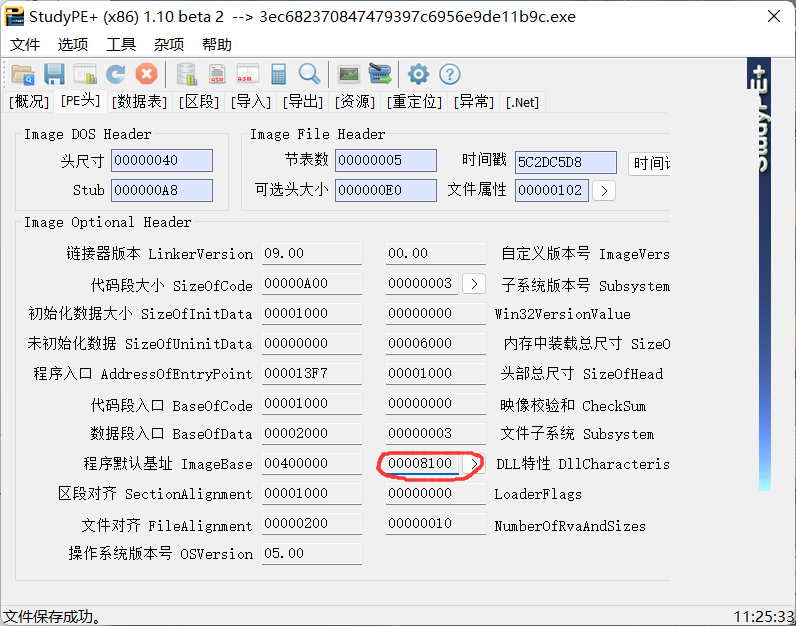 StudyPE+ (x86) 1.10 beta 2 --> 3ec682370847479397c6956e9de11b9c.exe
文件 选项 工具 杂项 帮助
[概况] [PE头] [数据表] [区段] [导入] [导出] [资源] [重定位] [异常] [.Net]
StudyPE+
Image DOS Header
头尺寸 00000040
Stub 000000A8
Image File Header
节表数 00000005 时间戳 5C2DC5D8 时间
可选头大小 000000E0 文件属性 00000102 >
Image Optional Header
链接器版本 LinkerVersion 09.00 00.00 自定义版本号 ImageVers
代码段大小 SizeOfCode 00000A00 00000003 > 子系统版本号 Subsystem
初始化数据大小 SizeOfInitData 00001000 00000000 Win32VersionValue
未初始化数据 SizeOfUninitData 00000000 00006000 内存中装载总尺寸 SizeO
程序入口 AddressOfEntryPoint 000013F7 00001000 头部总尺寸 SizeOfHead
代码段入口 BaseOfCode 00001000 00000000 映像校验和 CheckSum
数据段入口 BaseOfData 00002000 00000003 文件子系统 Subsystem
程序默认基址 ImageBase 00400000 00008100 > DLL特性 DllCharacteris
区段对齐 SectionAlignment 00001000 00000000 LoaderFlags
文件对齐 FileAlignment 00000200 00000010 NumberOfRvaAndSizes
操作系统版本号 OSVersion 05.00
文件保存成功。 11:25:33